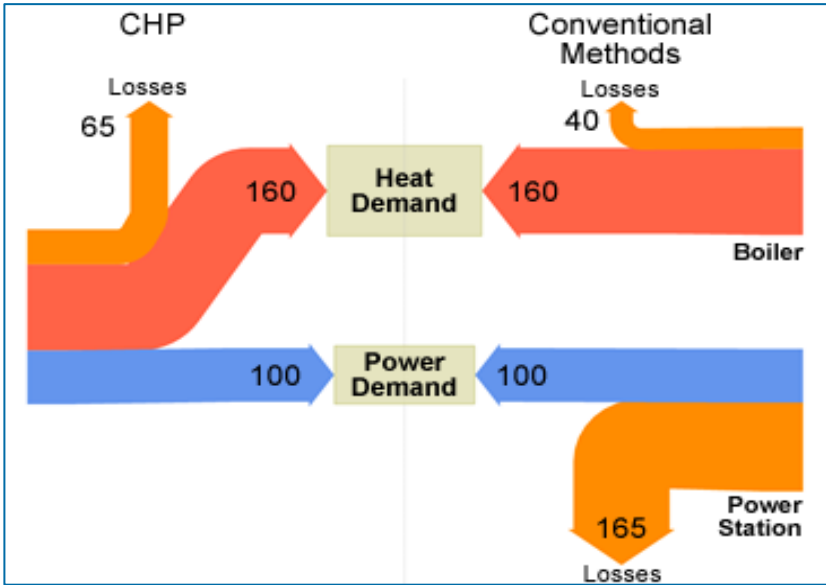 CHP
Conventional
Methods
Losses
65
Losses
40
160
Heat
Demand
160
Boiler
100
Power
Demand
100
165
Losses
Power
Station